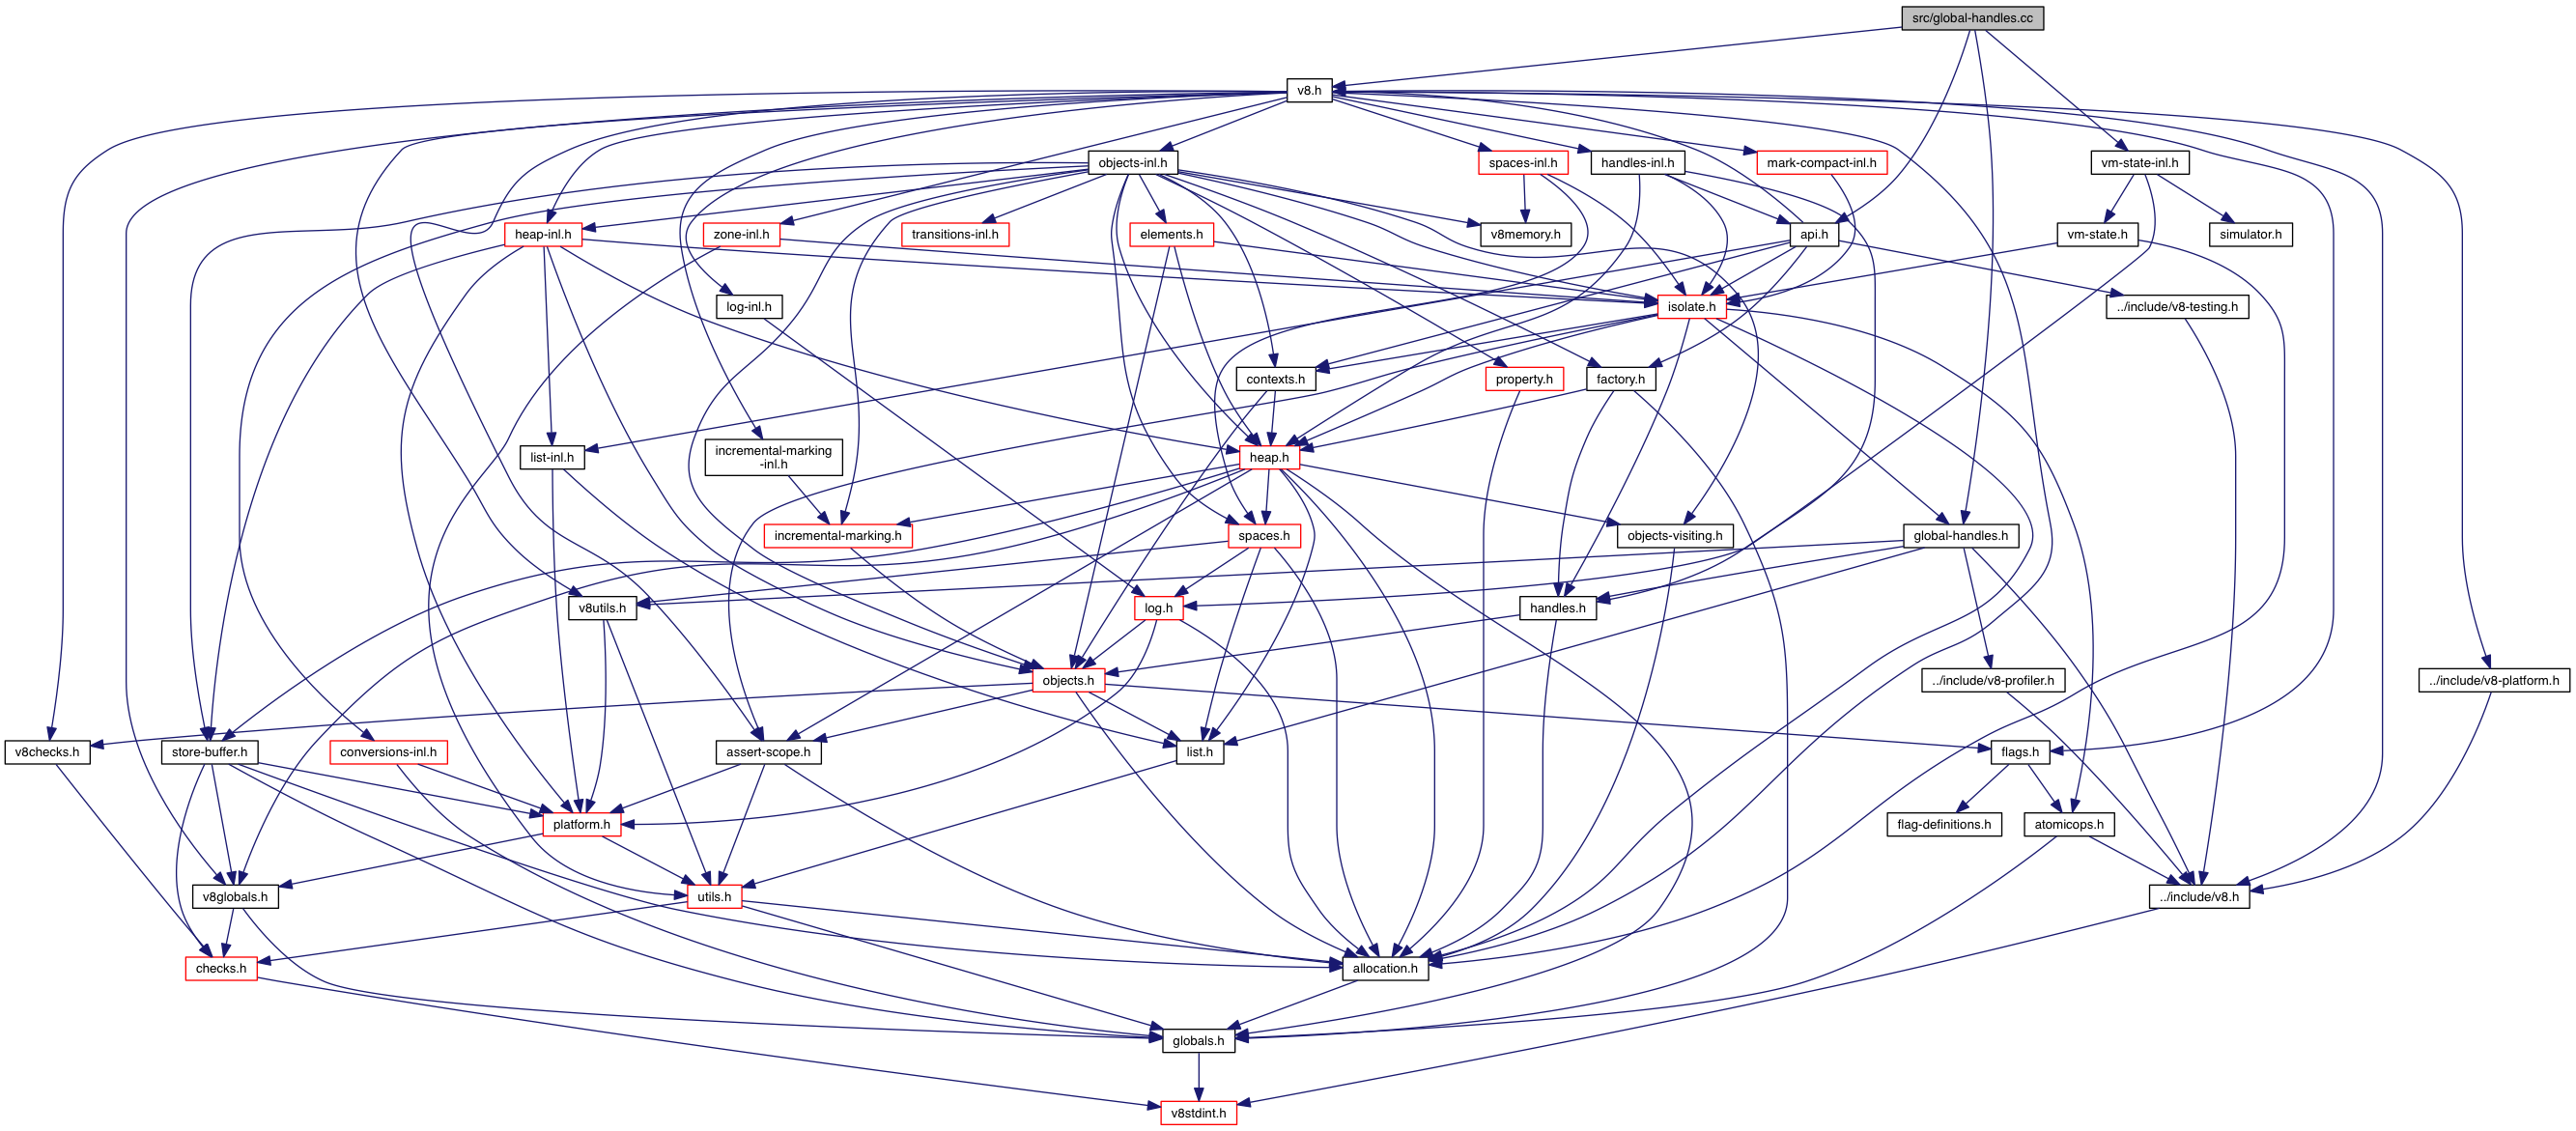 src/global-handles.cc
v8.h
objects-inl.h
spaces-inl.h
handles-inl.h
mark-compact-inl.h
vm-state-inl.h
heap-inl.h
zone-inl.h
transitions-inl.h
elements.h
v8memory.h
api.h
vm-state.h
simulator.h
log-inl.h
isolate.h
../include/v8-testing.h
contexts.h
property.h
factory.h
list-inl.h
incremental-marking
-inl.h
heap.h
incremental-marking.h
spaces.h
objects-visiting.h
global-handles.h
v8utils.h
log.h
handles.h
objects.h
../include/v8-profiler.h
../include/v8-platform.h
v8checks.h
store-buffer.h
conversions-inl.h
assert-scope.h
list.h
flags.h
platform.h
flag-definitions.h
atomicops.h
v8globals.h
utils.h
../include/v8.h
checks.h
allocation.h
globals.h
v8stdint.h